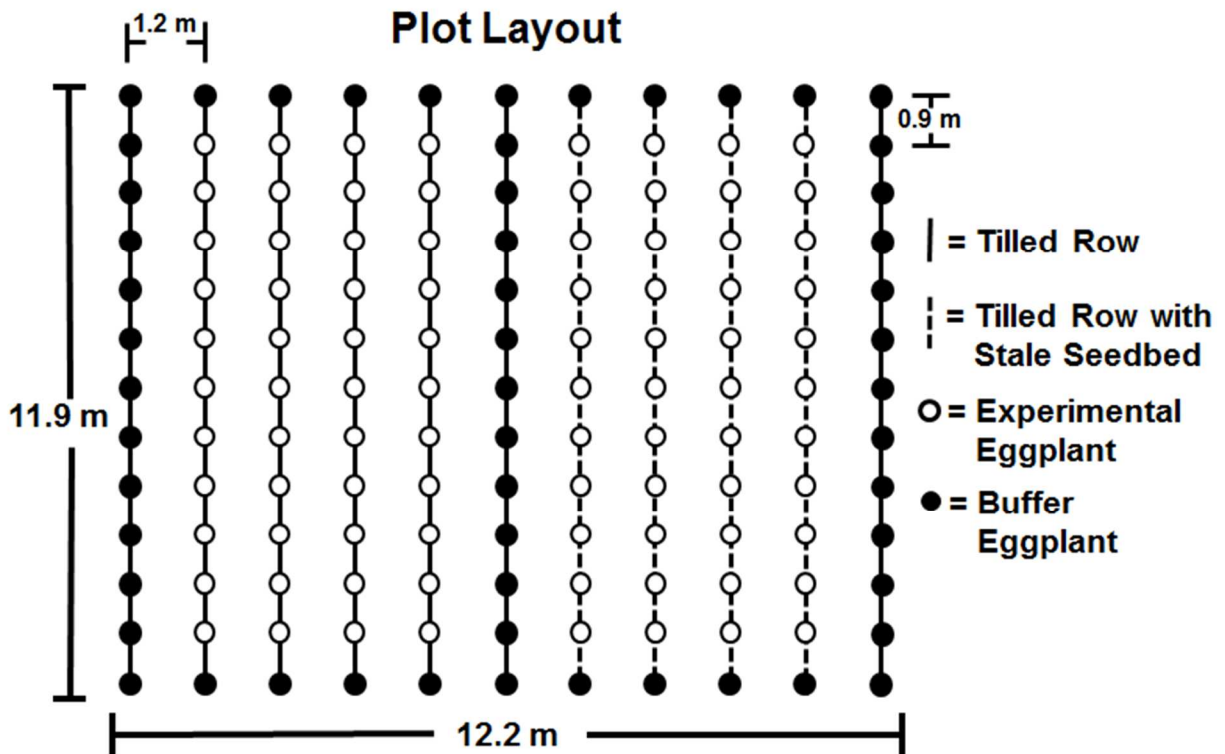 1.2 m
Plot Layout
0.9 m
= Tilled Row
= Tilled Row with
Stale Seedbed
= Experimental
Eggplant
= Buffer
Eggplant
11.9 m
12.2 m